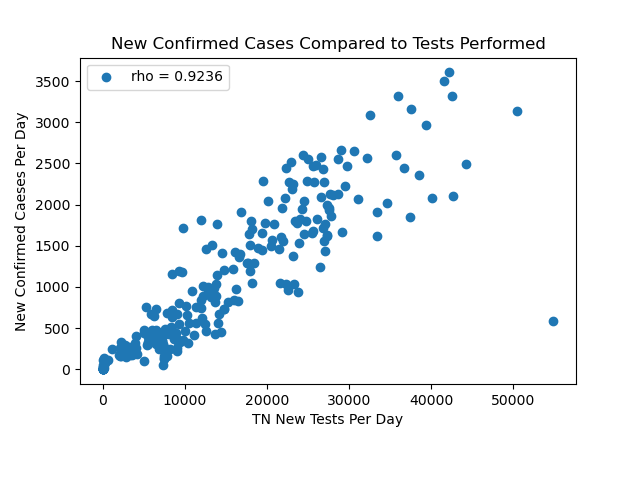 New Confirmed Cases Compared to Tests Performed
rho = 0.9236
3500
3000
2500
2000
1500
1000
500
0
New Confirmed Caeses Per Day
0 10000 20000 30000 40000 50000
TN New Tests Per Day